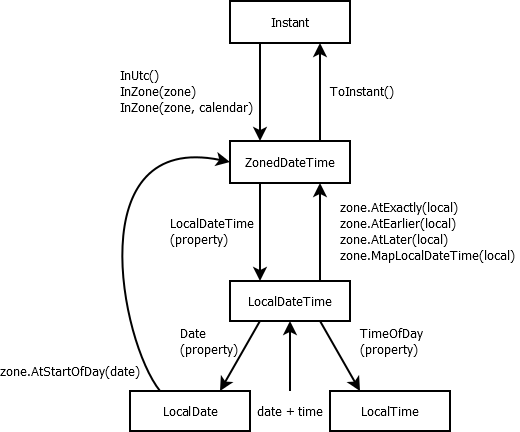 Instant
InUtc()
InZone(zone)
InZone(zone, calendar)
ToInstant()
ZonedDateTime
LocalDateTime
(property)
zone.AtExactly(local)
zone.AtEarlier(local)
zone.AtLater(local)
zone.MapLocalDateTime(local)
LocalDateTime
Date
(property)
TimeOfDay
(property)
zone.AtStartOfDay(date)
LocalDate
date + time
LocalTime